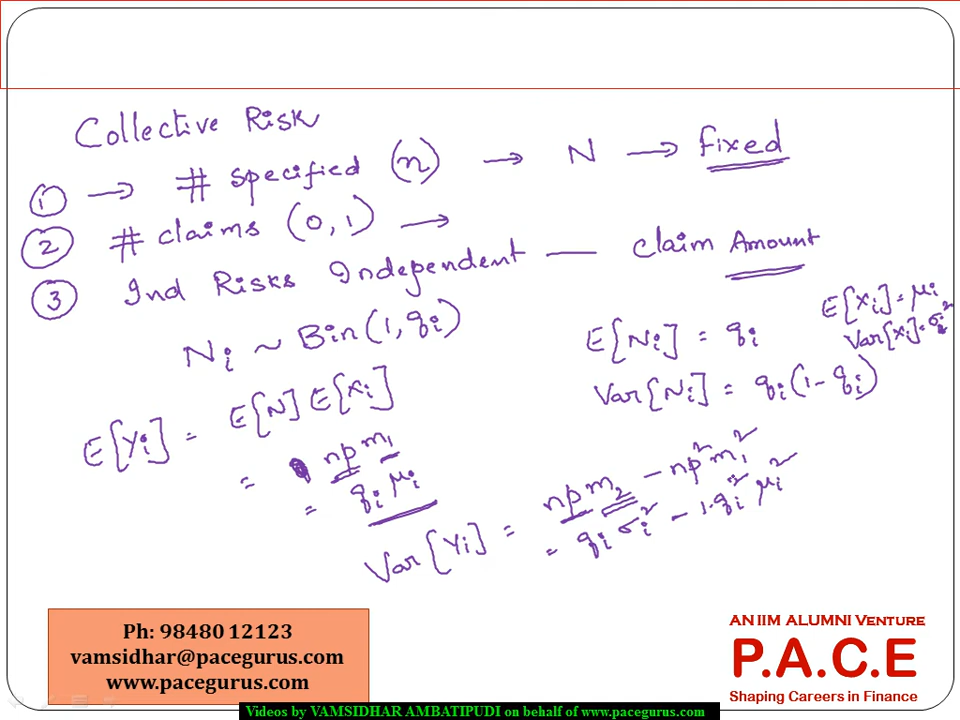 Collective Risk
① → # specified (n) → N → fixed
② # claims (0, 1) →
③ Ind Risks Independent — claim Amount
E[Xi] = μi
Var[Xi] = σi²
Ni ~ Bin(1, qi)
E[Ni] = qi
Var[Ni] = qi(1 - qi)
E[Yi] = E[N] E[Xi]
= npm₁
= qi μi
Var[Yi] = npm₂ - np²m₁²
= qi σi² - 1.qi² μi²
Ph: 98480 12123
vamsidhar@pacegurus.com
www.pacegurus.com
AN IIM ALUMNI VENTURE
P.A.C.E
Shaping Careers in Finance
Videos by VAMSIDHAR AMBATIPUDI on behalf of www.pacegurus.com